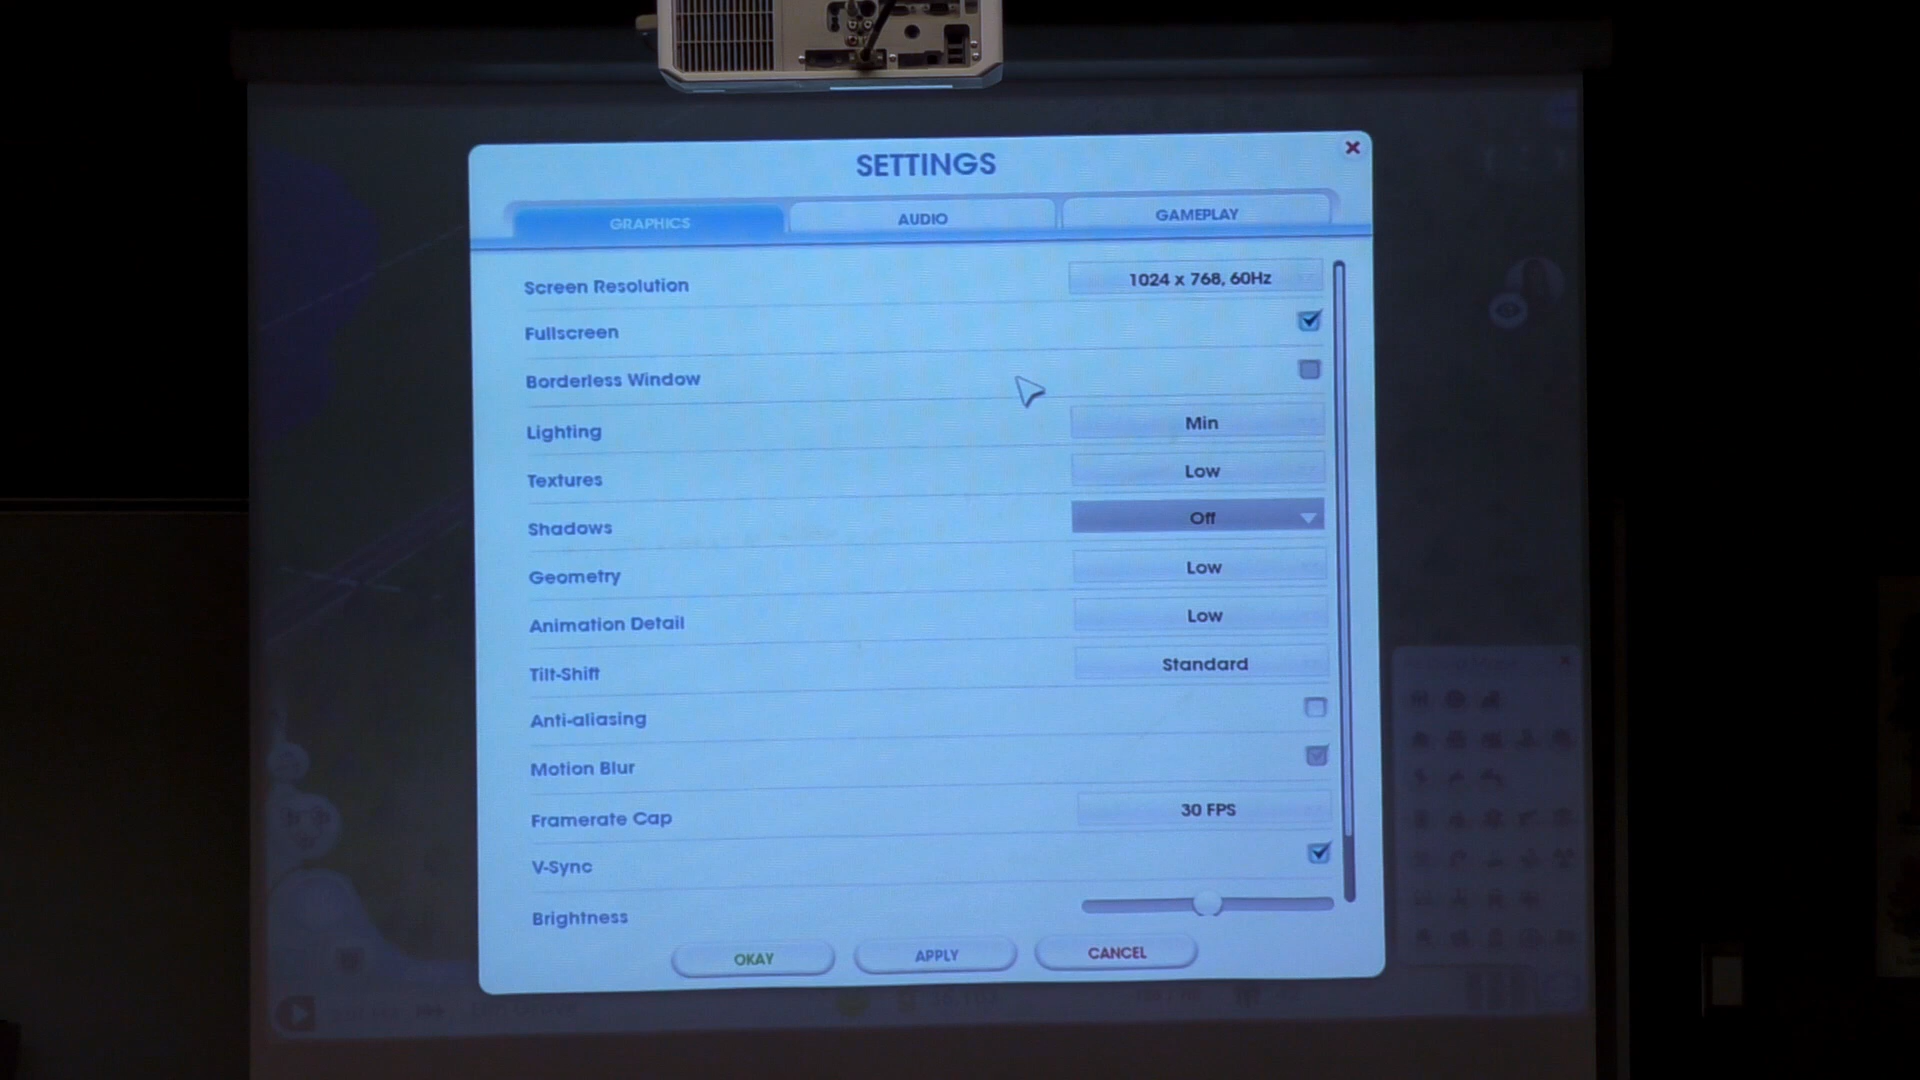 SETTINGS
GRAPHICS
AUDIO
GAMEPLAY
Screen Resolution
1024 x 768, 60Hz
Fullscreen
Borderless Window
Lighting
Min
Textures
Low
Shadows
Off
Geometry
Low
Animation Detail
Low
Tilt-Shift
Standard
Anti-aliasing
Motion Blur
Framerate Cap
30 FPS
V-Sync
Brightness
OKAY
APPLY
CANCEL